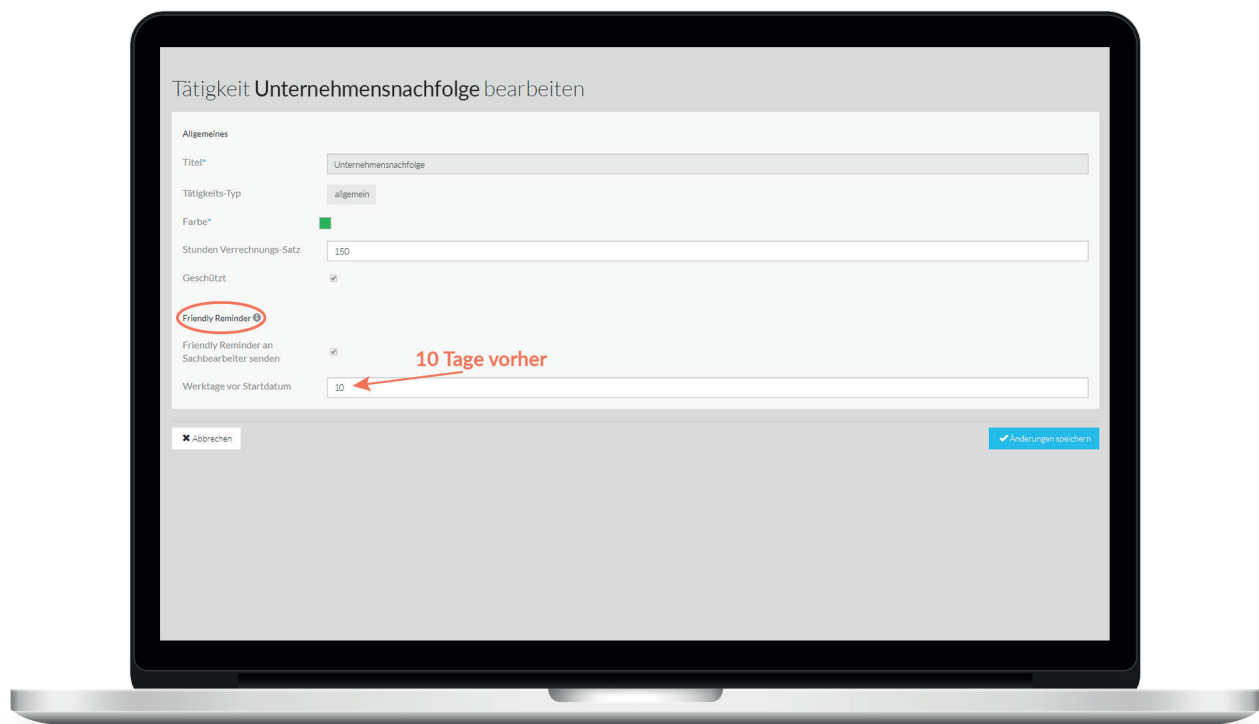 Tätigkeit Unternehmensnachfolge bearbeiten
Allgemeines
Titel*
Unternehmensnachfolge
Tätigkeits-Typ
allgemein
Farbe*
Stunden Verrechnungs-Satz
150
Geschützt
Friendly Reminder
Friendly Reminder an
Sachbearbeiter senden
10 Tage vorher
Werktage vor Startdatum
10
Abbrechen
Änderungen speichern